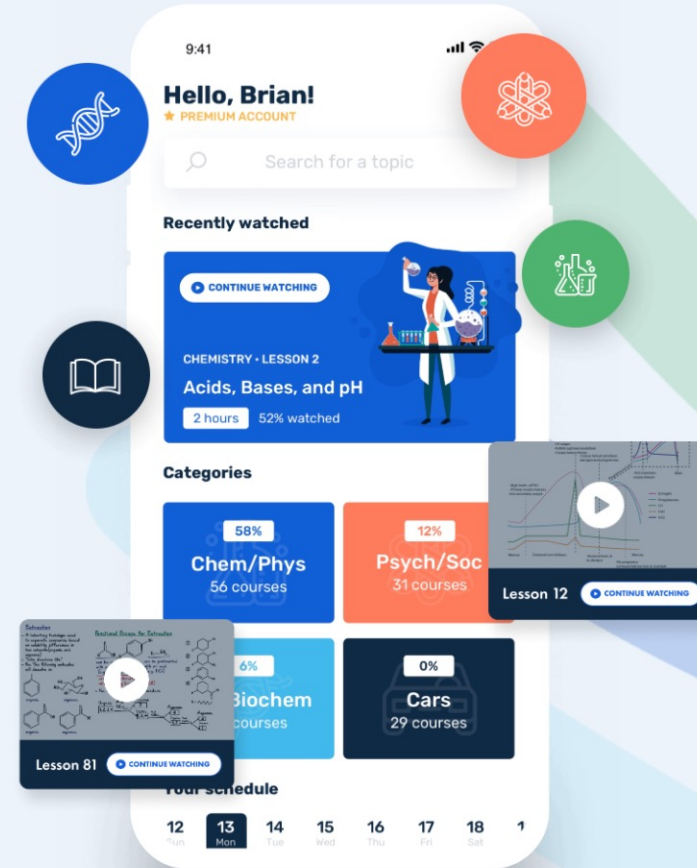 9:41
Hello, Brian!
PREMIUM ACCOUNT
Search for a topic
Recently watched
CONTINUE WATCHING
CHEMISTRY • LESSON 2
Acids, Bases, and pH
2 hours 52% watched
Categories
58%
Chem/Phys
56 courses
12%
Psych/Soc
31 courses
Lesson 12 CONTINUE WATCHING
6%
Biochem
courses
0%
Cars
29 courses
Extraction
Lesson 81 CONTINUE WATCHING
Your schedule
12 13 14 15 16 17 18
Sun Mon Tue Wed Thu Fri Sat